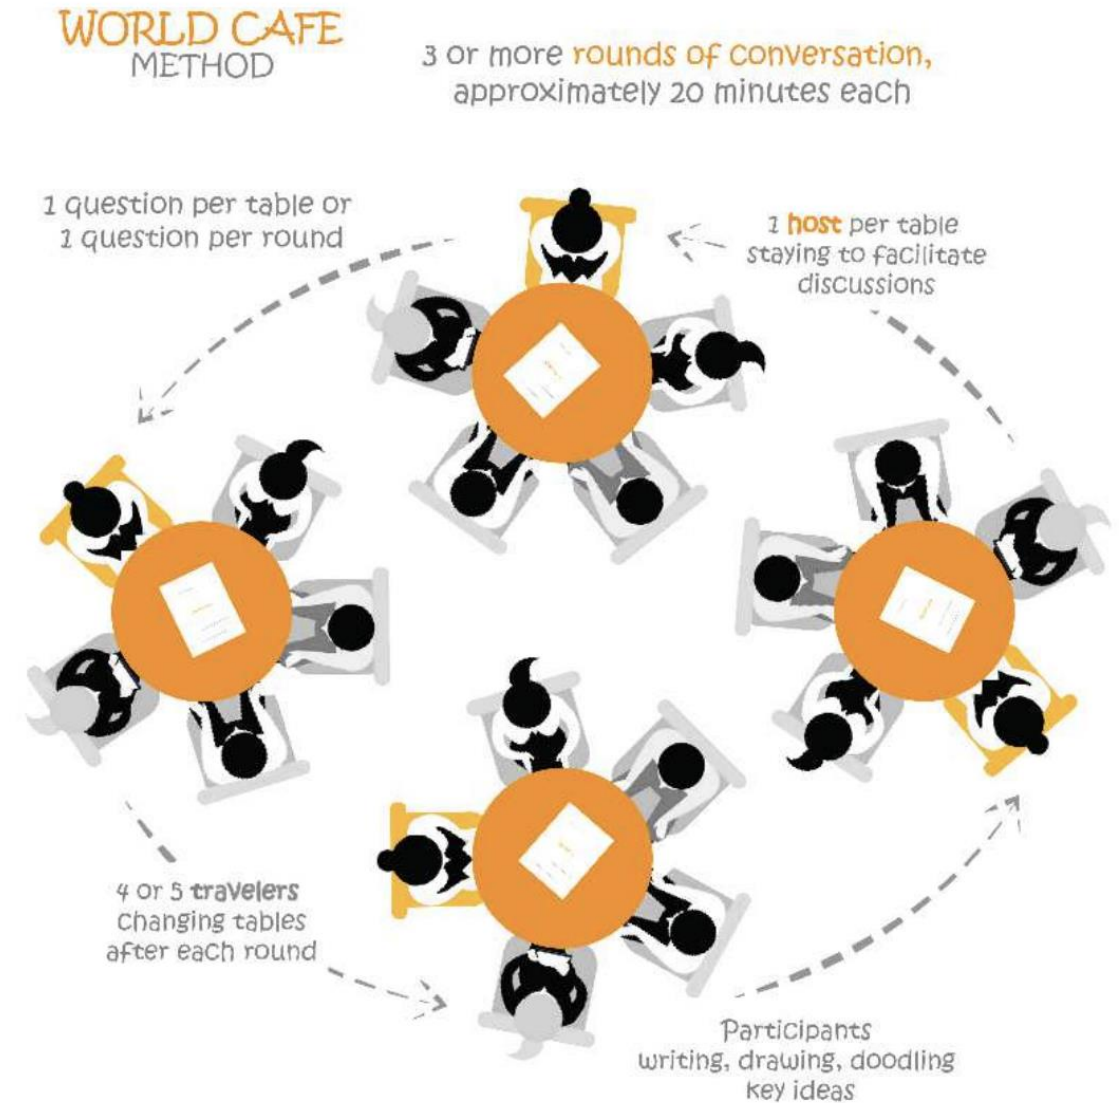 WORLD CAFE
METHOD
3 or more rounds of conversation,
approximately 20 minutes each
1 question per table or
1 question per round
1 host per table
staying to facilitate
discussions
4 or 5 travelers
changing tables
after each round
Participants
writing, drawing, doodling
key ideas